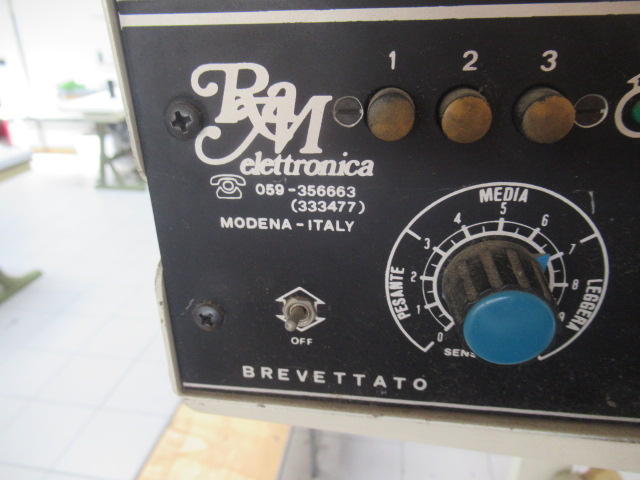 1 2 3
RaM
elettronica
059-356663
(333477)
MODENA-ITALY
MEDIA
PESANTE
LEGGERA
0 1 2 3 4 5 6 7 8 9
OFF
BREVETTATO